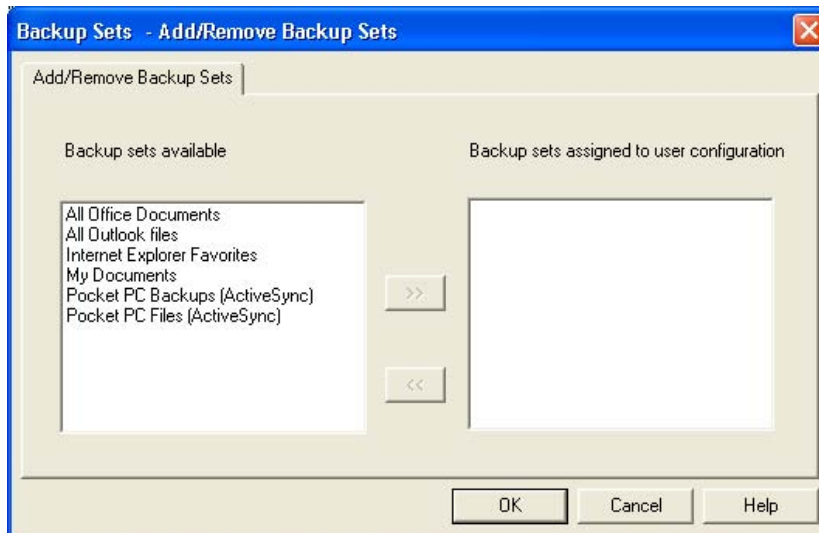 Backup Sets - Add/Remove Backup Sets
Add/Remove Backup Sets
Backup sets available
Backup sets assigned to user configuration
All Office Documents
All Outlook files
Internet Explorer Favorites
My Documents
Pocket PC Backups (ActiveSync)
Pocket PC Files (ActiveSync)
>>
<<
OK
Cancel
Help